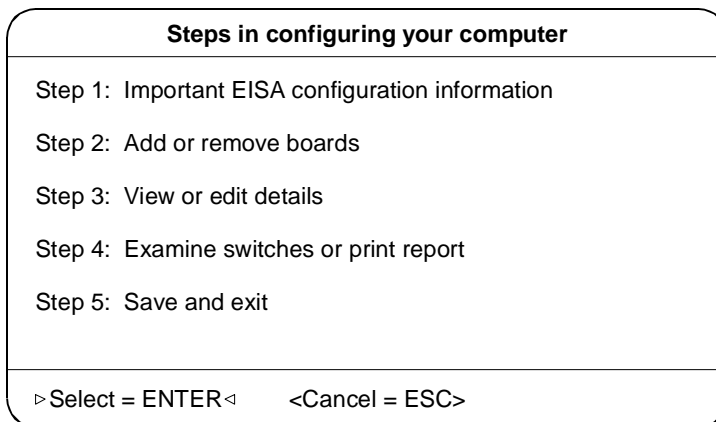 Steps in configuring your computer
Step 1: Important EISA configuration information
Step 2: Add or remove boards
Step 3: View or edit details
Step 4: Examine switches or print report
Step 5: Save and exit
▹Select = ENTER◃ <Cancel = ESC>